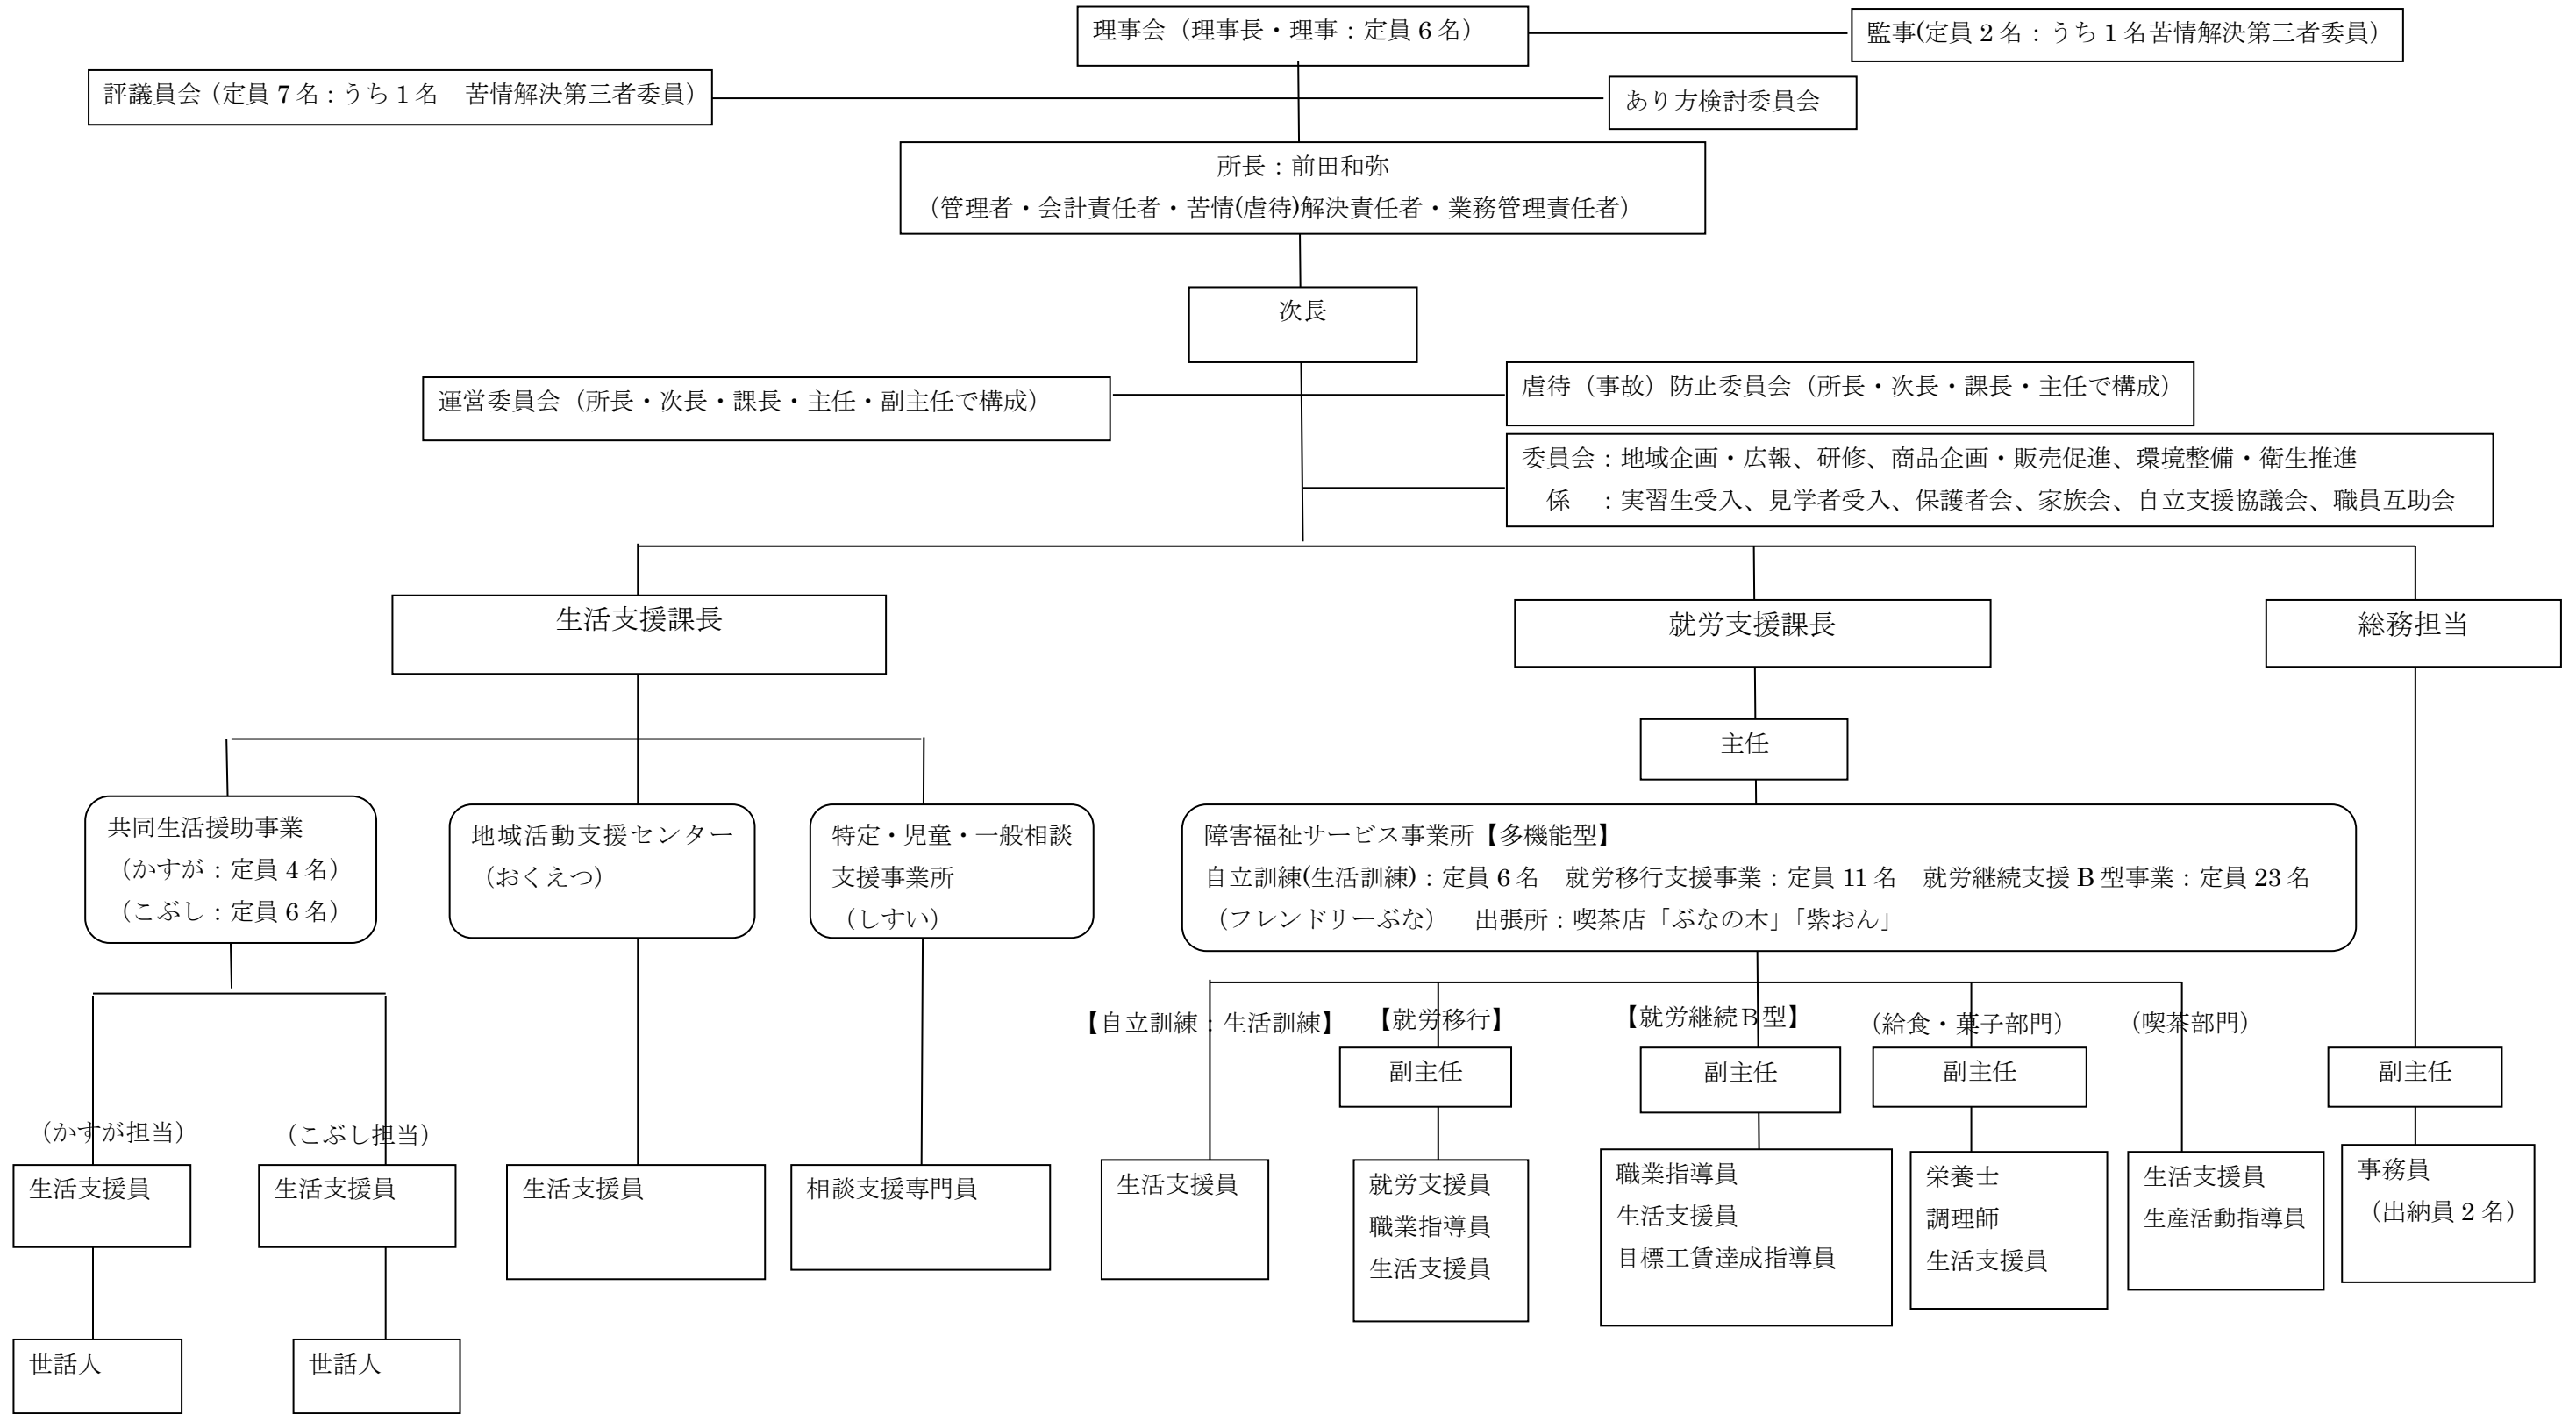 理事会（理事長・理事：定員 6 名）
監事(定員 2 名：うち 1 名苦情解決第三者委員）
評議員会（定員 7 名：うち 1 名　苦情解決第三者委員）
あり方検討委員会
所長：前田和弥
（管理者・会計責任者・苦情(虐待)解決責任者・業務管理責任者）
次長
運営委員会（所長・次長・課長・主任・副主任で構成）
虐待（事故）防止委員会（所長・次長・課長・主任で構成）
委員会：地域企画・広報、研修、商品企画・販売促進、環境整備・衛生推進
係　：実習生受入、見学者受入、保護者会、家族会、自立支援協議会、職員互助会
生活支援課長
就労支援課長
総務担当
主任
共同生活援助事業
（かすが：定員 4 名）
（こぶし：定員 6 名）
地域活動支援センター
（おくえつ）
特定・児童・一般相談
支援事業所
（しすい）
障害福祉サービス事業所【多機能型】
自立訓練(生活訓練)：定員 6 名　就労移行支援事業：定員 11 名　就労継続支援 B 型事業：定員 23 名
（フレンドリーぶな）　出張所：喫茶店「ぶなの木」「紫おん」
【自立訓練：生活訓練】
【就労移行】
【就労継続Ｂ型】
（給食・菓子部門）
（喫茶部門）
副主任
副主任
副主任
副主任
（かすが担当）
（こぶし担当）
生活支援員
生活支援員
生活支援員
相談支援専門員
生活支援員
就労支援員
職業指導員
生活支援員
職業指導員
生活支援員
目標工賃達成指導員
栄養士
調理師
生活支援員
生活支援員
生産活動指導員
事務員
（出納員 2 名）
世話人
世話人